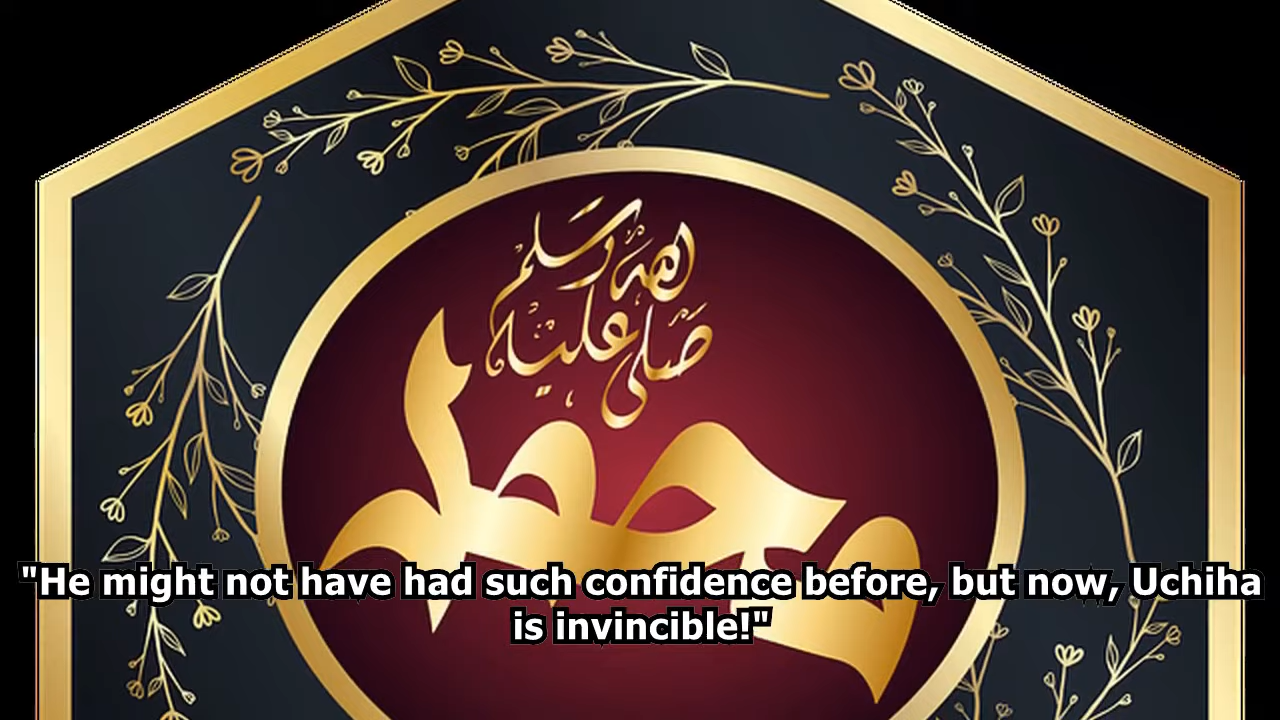 صلى الله
عليه وسلم
محمد
"He might not have had such confidence before, but now, Uchiha
is invincible!"